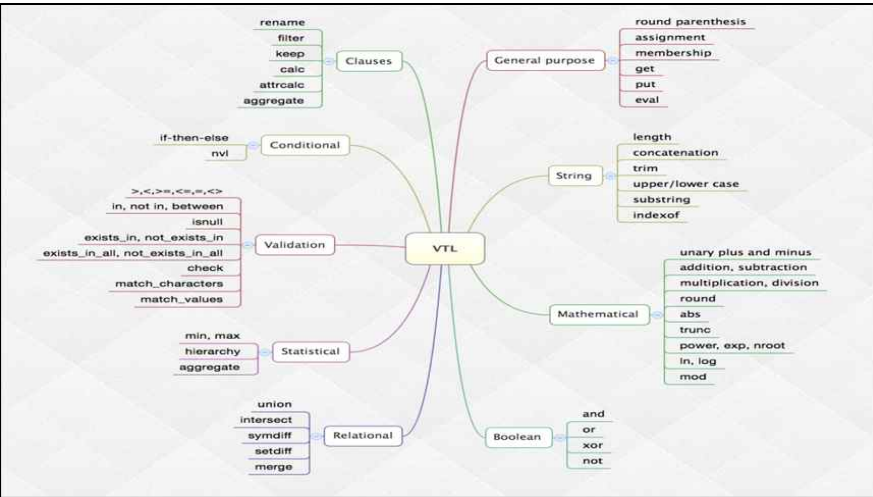 rename
filter
keep
calc
attrcalc
aggregate
Clauses
if-then-else
nvl
Conditional
>,<,>=,<=,=,<>
in, not in, between
isnull
exists_in, not_exists_in
exists_in_all, not_exists_in_all
check
match_characters
match_values
Validation
min, max
hierarchy
aggregate
Statistical
union
intersect
symdiff
setdiff
merge
Relational
VTL
General purpose
round parenthesis
assignment
membership
get
put
eval
String
length
concatenation
trim
upper/lower case
substring
indexof
Mathematical
unary plus and minus
addition, subtraction
multiplication, division
round
abs
trunc
power, exp, nroot
ln, log
mod
Boolean
and
or
xor
not